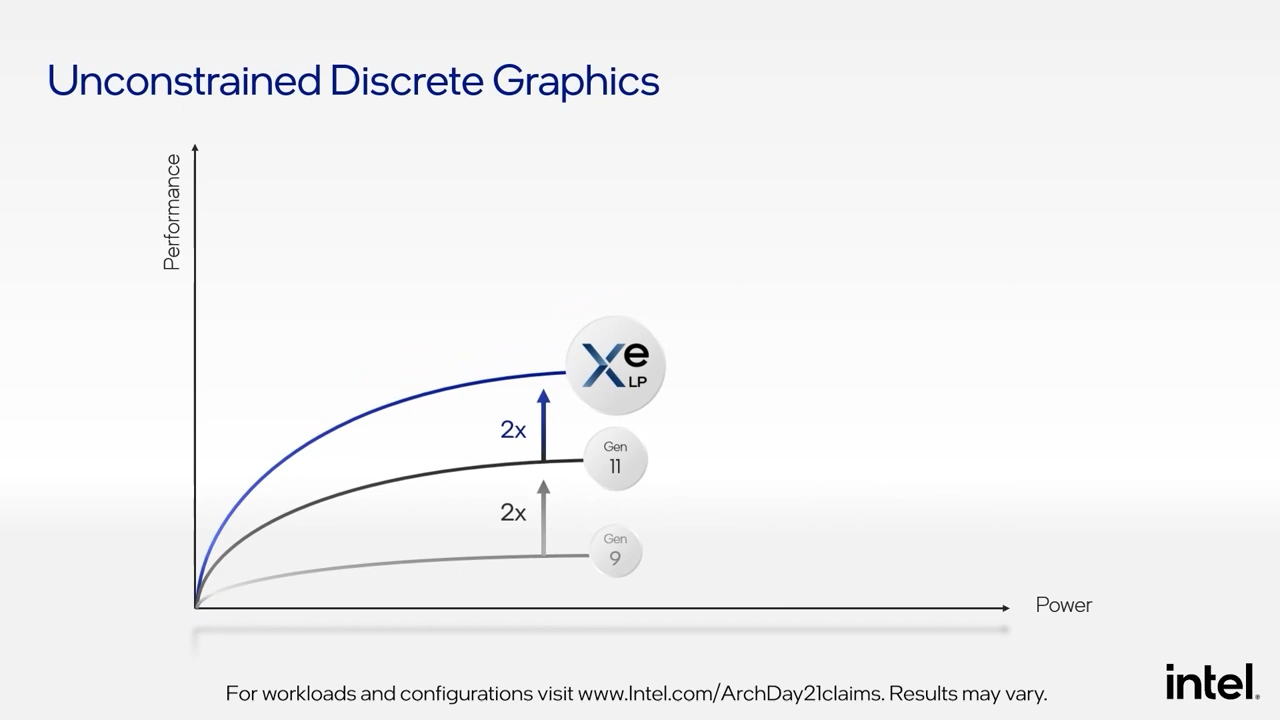 Unconstrained Discrete Graphics
Performance
Xe
LP
2x
Gen
11
2x
Gen
9
Power
For workloads and configurations visit www.Intel.com/ArchDay21claims. Results may vary.
intel.